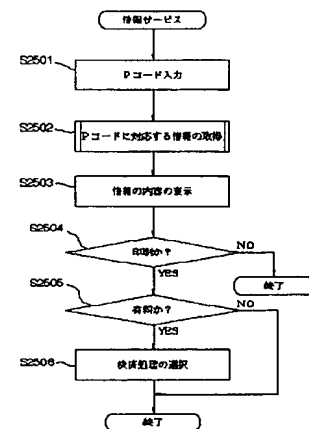 情報サービス
S2501
Pコード入力
S2502
Pコードに対応する情報の取得
S2503
情報の内容の表示
S2504
印刷か?
NO
YES
終了
S2505
有料か?
NO
YES
S2506
決済処理の選択
終了